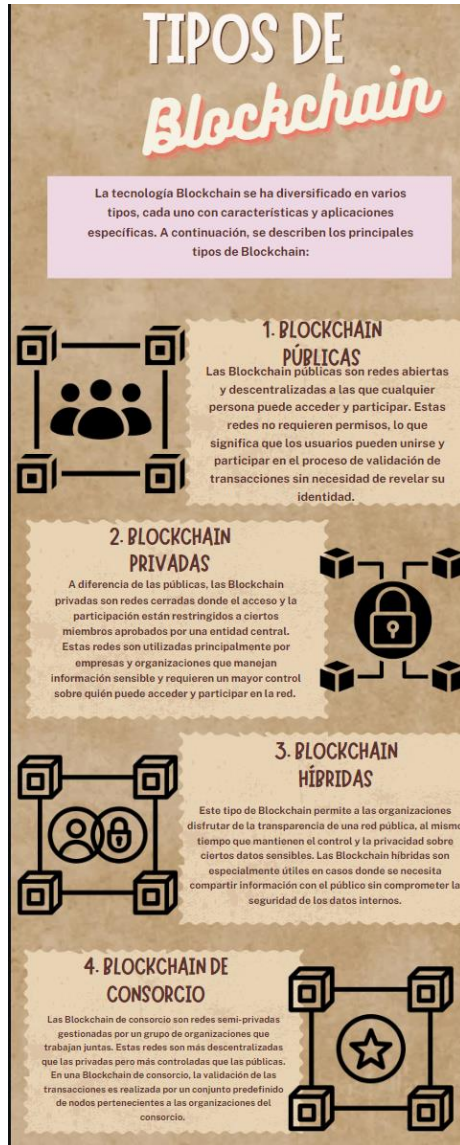 TIPOS DE
Blockchain
La tecnología Blockchain se ha diversificado en varios
tipos, cada uno con características y aplicaciones
específicas. A continuación, se describen los principales
tipos de Blockchain:
1. BLOCKCHAIN
PÚBLICAS
Las Blockchain públicas son redes abiertas
y descentralizadas a las que cualquier
persona puede acceder y participar. Estas
redes no requieren permisos, lo que
significa que los usuarios pueden unirse y
participar en el proceso de validación de
transacciones sin necesidad de revelar su
identidad.
2. BLOCKCHAIN
PRIVADAS
A diferencia de las públicas, las Blockchain
privadas son redes cerradas donde el acceso y la
participación están restringidos a ciertos
miembros aprobados por una entidad central.
Estas redes son utilizadas principalmente por
empresas y organizaciones que manejan
información sensible y requieren un mayor control
sobre quién puede acceder y participar en la red.
3. BLOCKCHAIN
HÍBRIDAS
Este tipo de Blockchain permite a las organizaciones
disfrutar de la transparencia de una red pública, al mismo
tiempo que mantienen el control y la privacidad sobre
ciertos datos sensibles. Las Blockchain híbridas son
especialmente útiles en casos donde se necesita
compartir información con el público sin comprometer la
seguridad de los datos internos.
4. BLOCKCHAIN DE
CONSORCIO
Las Blockchain de consorcio son redes semi-privadas
gestionadas por un grupo de organizaciones que
trabajan juntas. Estas redes son más descentralizadas
que las privadas pero más controladas que las públicas.
En una Blockchain de consorcio, la validación de las
transacciones es realizada por un conjunto predefinido
de nodos pertenecientes a las organizaciones del
consorcio.